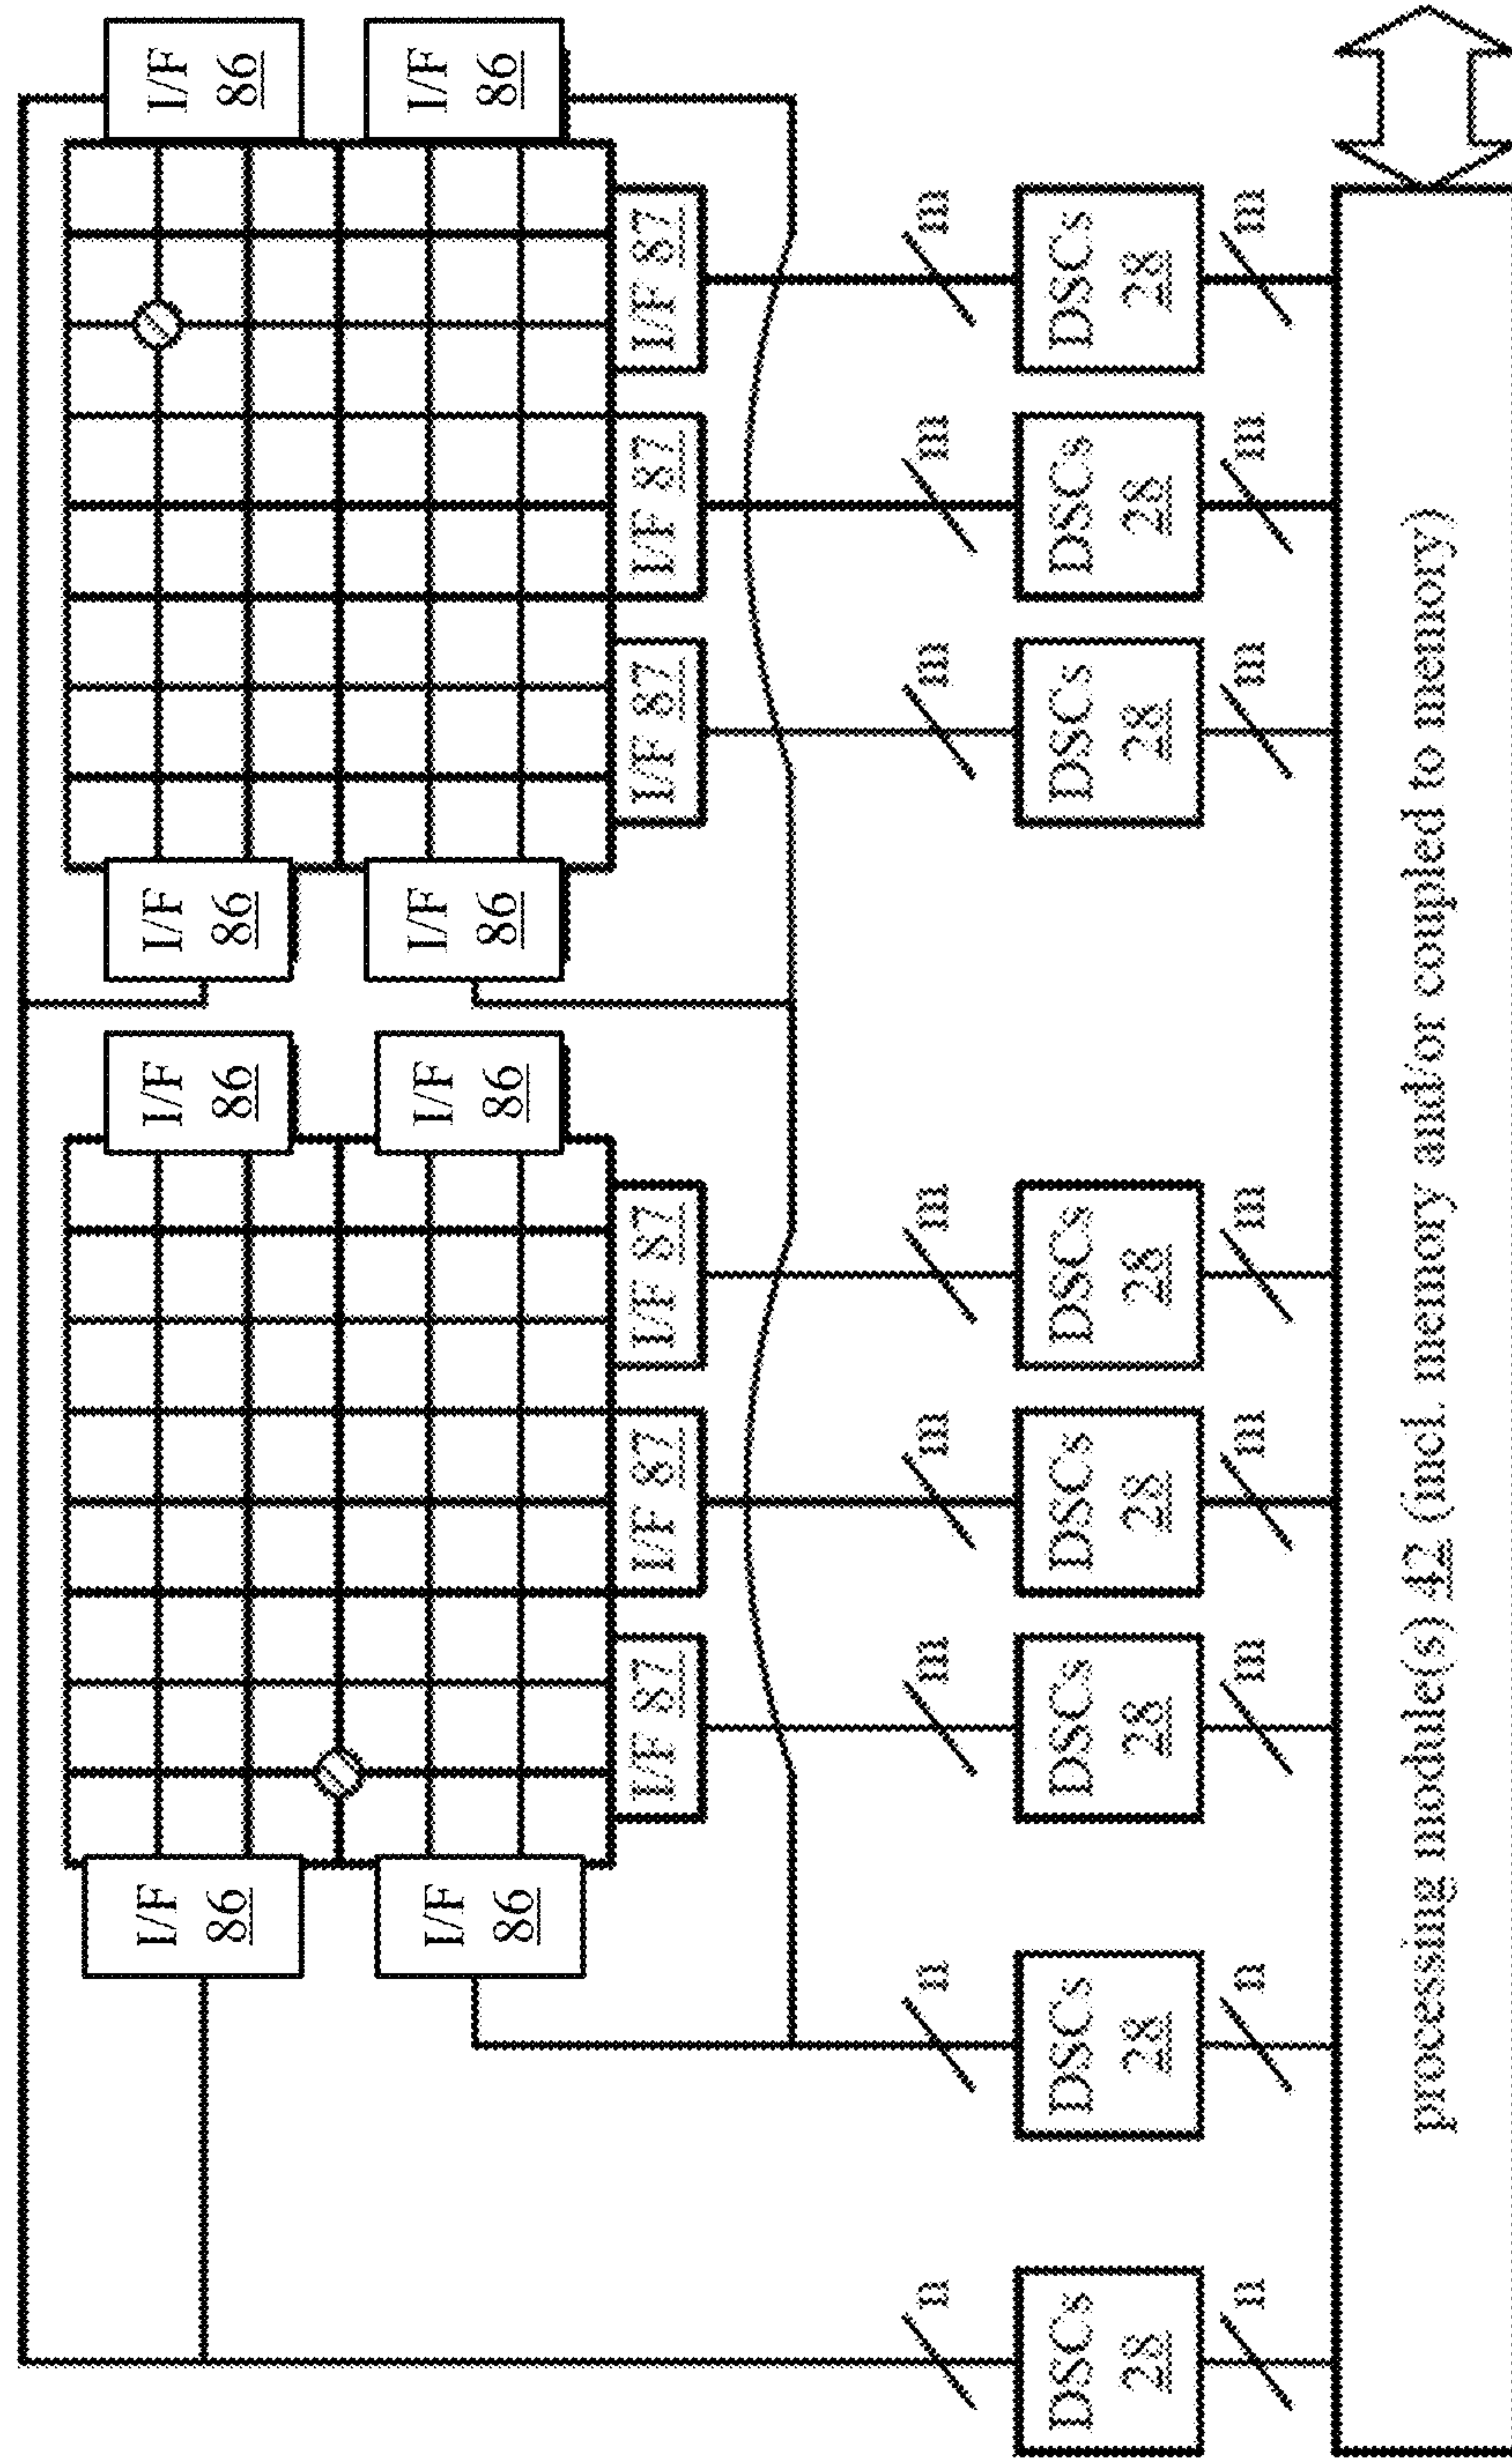 I/F
86
I/F
86
I/F
86
I/F
86
I/F
86
I/F
86
I/F
86
I/F
86
I/F 87
I/F 87
I/F 87
I/F 87
I/F 87
I/F 87
n
n
m
m
m
m
m
m
DSCs
28
DSCs
28
DSCs
28
DSCs
28
DSCs
28
DSCs
28
DSCs
28
DSCs
28
n
n
m
m
m
m
m
m
processing module(s) 42 (incl. memory and/or coupled to memory)